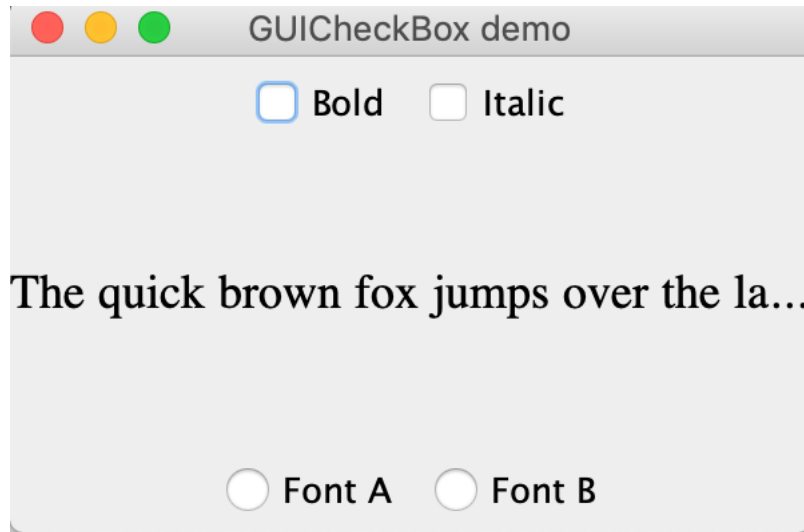 GUICheckBox demo
Bold Italic
The quick brown fox jumps over the la...
Font A Font B